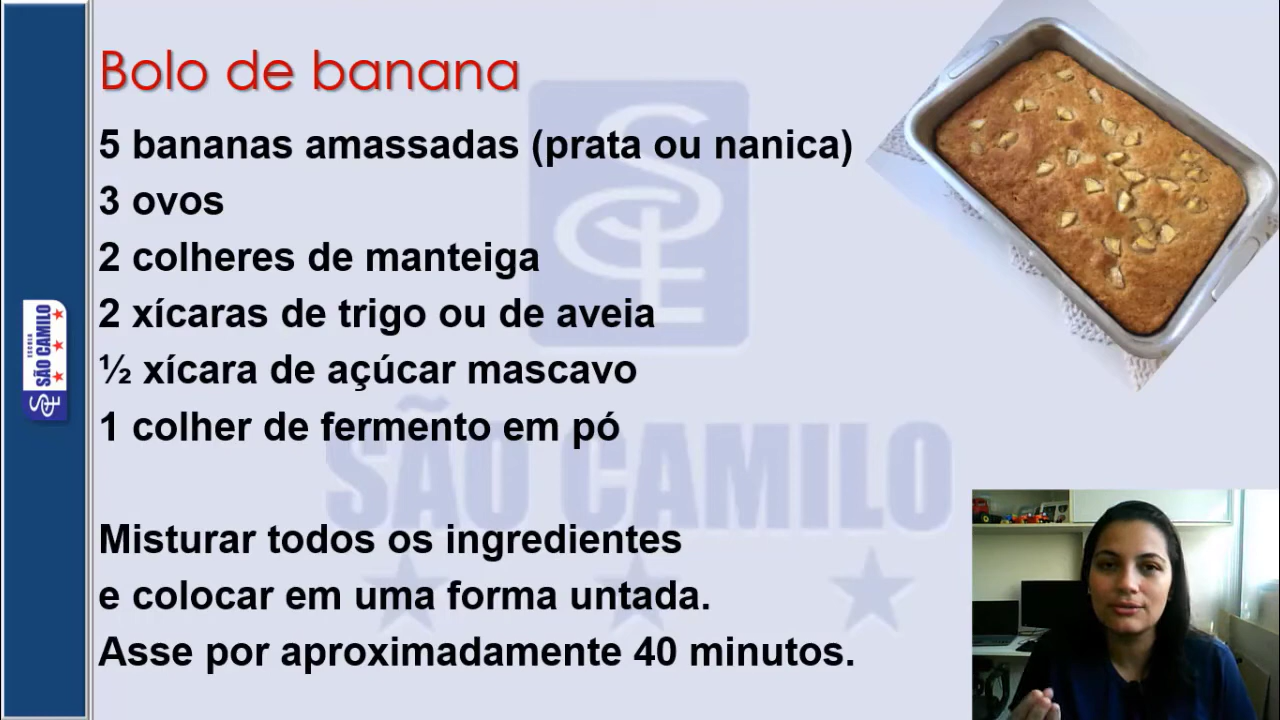 Bolo de banana
5 bananas amassadas (prata ou nanica)
3 ovos
2 colheres de manteiga
2 xícaras de trigo ou de aveia
½ xícara de açúcar mascavo
1 colher de fermento em pó
Misturar todos os ingredientes
e colocar em uma forma untada.
Asse por aproximadamente 40 minutos.
SÃO CAMILO
ESCOLA
SÃO CAMILO